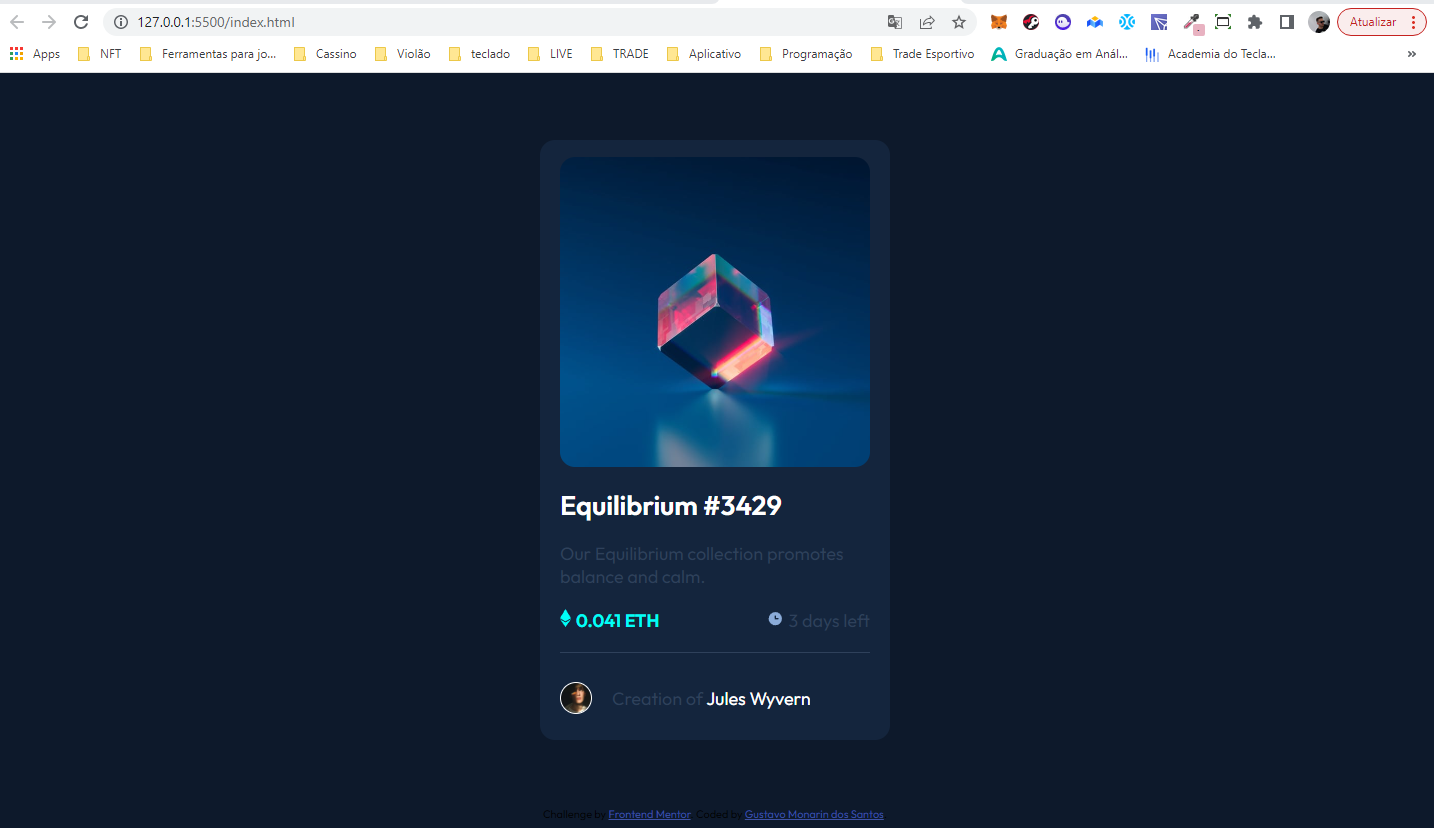 127.0.0.1:5500/index.html
Atualizar
Apps NFT Ferramentas para jo... Cassino Violão teclado LIVE TRADE Aplicativo Programação Trade Esportivo Graduação em Anál... Academia do Tecla... »
Equilibrium #3429
Our Equilibrium collection promotes
balance and calm.
0.041 ETH 3 days left
Creation of Jules Wyvern
Challenge by Frontend Mentor. Coded by Gustavo Monarin dos Santos